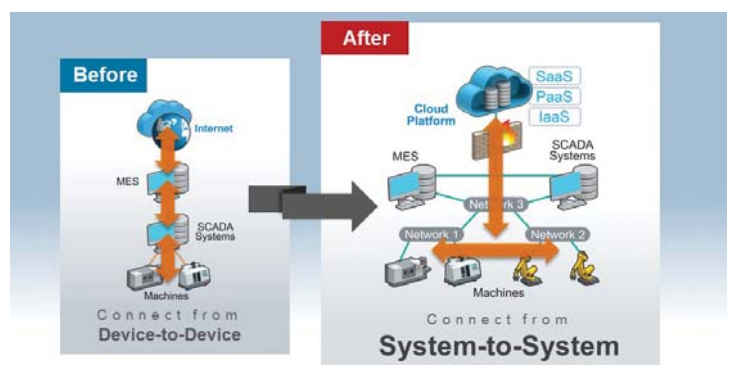 Before
Internet
MES
SCADA
Systems
Machines
Connect from
Device-to-Device
After
SaaS
PaaS
IaaS
Cloud
Platform
MES
SCADA
Systems
Network 3
Network 1
Network 2
Machines
Connect from
System-to-System